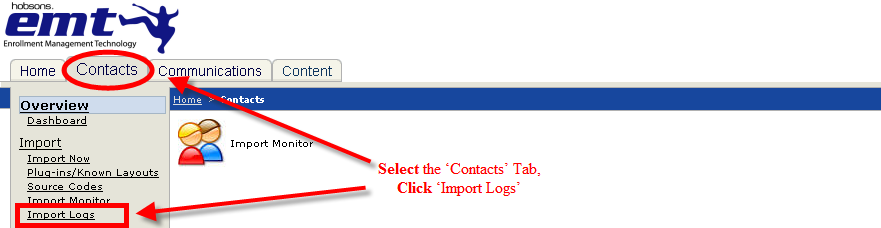 hobsons.
emt
Enrollment Management Technology
Home Contacts Communications Content
Overview
Dashboard
Import
Import Now
Plug-ins/Known Layouts
Source Codes
Import Monitor
Import Logs
Home > Contacts
Import Monitor
Select the ‘Contacts’ Tab,
Click ‘Import Logs’